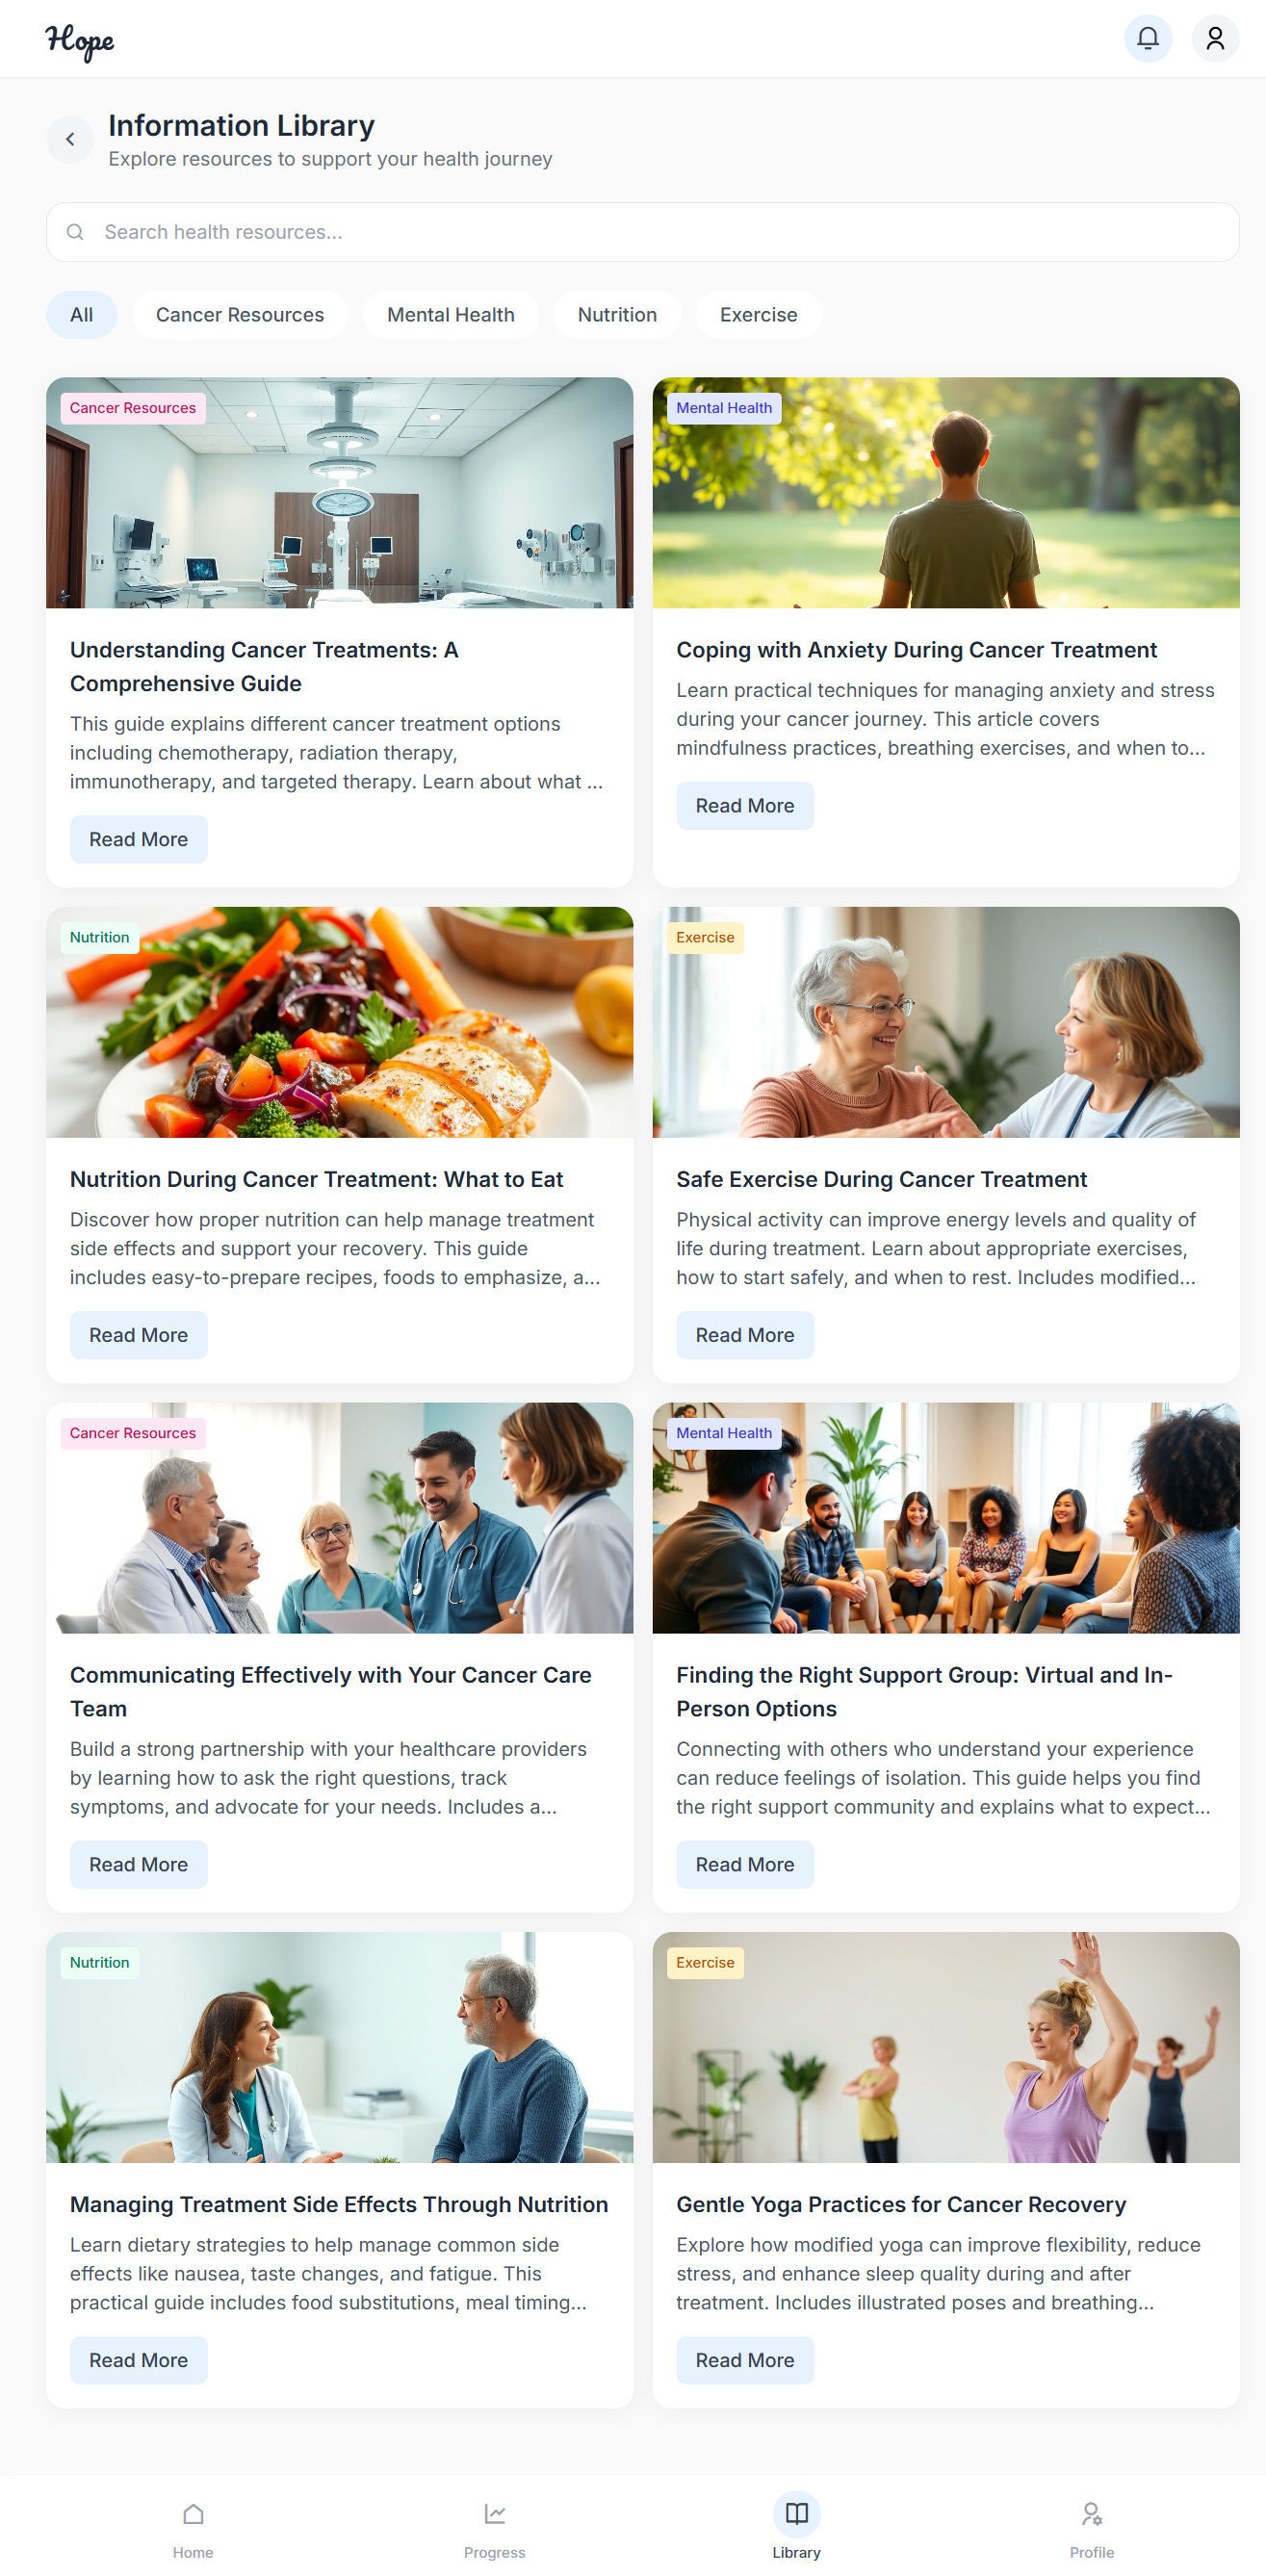 Hope
Information Library
Explore resources to support your health journey
Search health resources...
All
Cancer Resources
Mental Health
Nutrition
Exercise
Cancer Resources
Understanding Cancer Treatments: A
Comprehensive Guide
This guide explains different cancer treatment options
including chemotherapy, radiation therapy,
immunotherapy, and targeted therapy. Learn about what ...
Read More
Mental Health
Coping with Anxiety During Cancer Treatment
Learn practical techniques for managing anxiety and stress
during your cancer journey. This article covers
mindfulness practices, breathing exercises, and when to...
Read More
Nutrition
Nutrition During Cancer Treatment: What to Eat
Discover how proper nutrition can help manage treatment
side effects and support your recovery. This guide
includes easy-to-prepare recipes, foods to emphasize, a...
Read More
Exercise
Safe Exercise During Cancer Treatment
Physical activity can improve energy levels and quality of
life during treatment. Learn about appropriate exercises,
how to start safely, and when to rest. Includes modified...
Read More
Cancer Resources
Communicating Effectively with Your Cancer Care
Team
Build a strong partnership with your healthcare providers
by learning how to ask the right questions, track
symptoms, and advocate for your needs. Includes a...
Read More
Mental Health
Finding the Right Support Group: Virtual and In-
Person Options
Connecting with others who understand your experience
can reduce feelings of isolation. This guide helps you find
the right support community and explains what to expect...
Read More
Nutrition
Managing Treatment Side Effects Through Nutrition
Learn dietary strategies to help manage common side
effects like nausea, taste changes, and fatigue. This
practical guide includes food substitutions, meal timing...
Read More
Exercise
Gentle Yoga Practices for Cancer Recovery
Explore how modified yoga can improve flexibility, reduce
stress, and enhance sleep quality during and after
treatment. Includes illustrated poses and breathing...
Read More
Home
Progress
Library
Profile